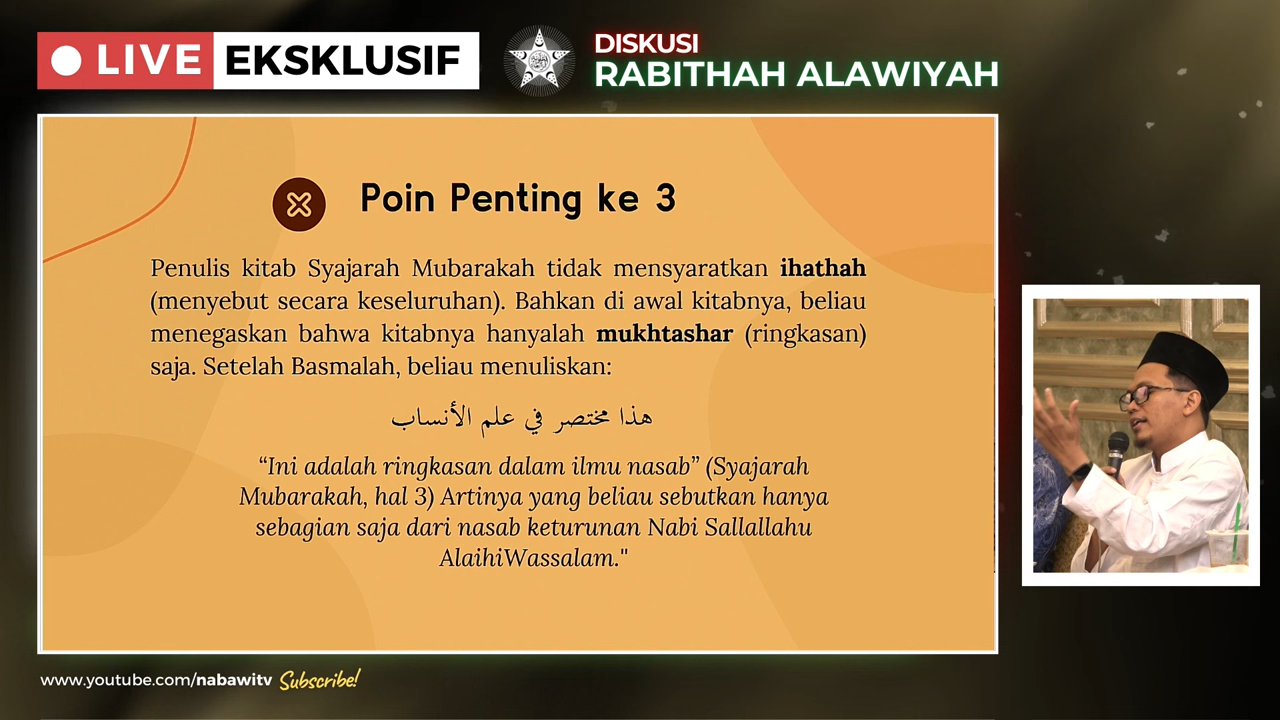 LIVE EKSKLUSIF
DISKUSI
RABITHAH ALAWIYAH
Poin Penting ke 3
Penulis kitab Syajarah Mubarakah tidak mensyaratkan ihathah
(menyebut secara keseluruhan). Bahkan di awal kitabnya, beliau
menegaskan bahwa kitabnya hanyalah mukhtashar (ringkasan)
saja. Setelah Basmalah, beliau menuliskan:
هذا مختصر في علم الأنساب
“Ini adalah ringkasan dalam ilmu nasab” (Syajarah
Mubarakah, hal 3) Artinya yang beliau sebutkan hanya
sebagian saja dari nasab keturunan Nabi Sallallahu
AlaihiWassalam."
www.youtube.com/nabawitv Subscribe!